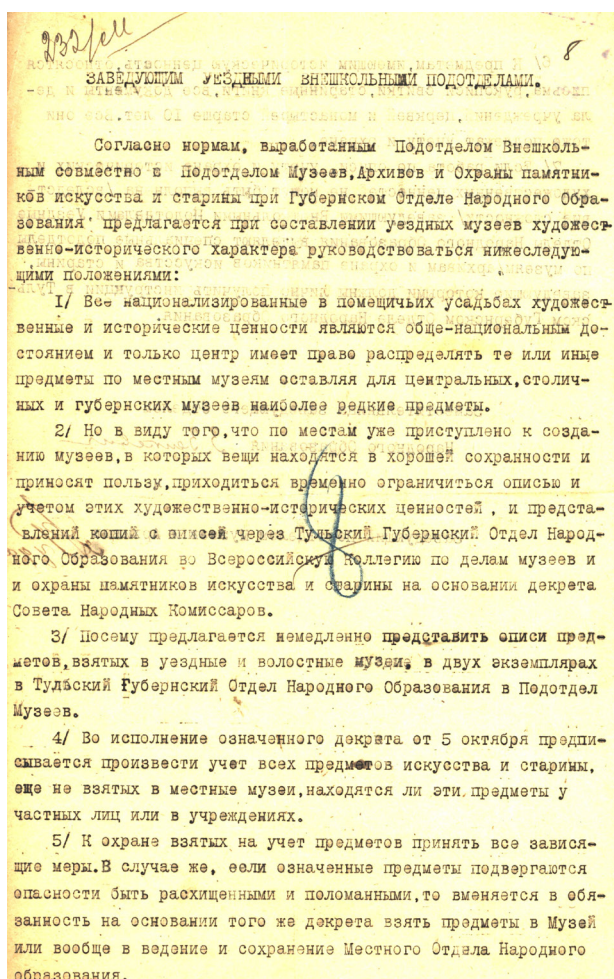 232/
8
ЗАВЕДУЮЩИМ УЕЗДНЫМИ ВНЕШКОЛЬНЫМИ ПОДОТДЕЛАМИ.
Согласно нормам, выработанным Подотделом Внешколь-
ным совместно с Подотделом Музеев,Архивов и Охраны памятни-
ков искусства и старины при Губернском Отделе Народного Обра-
зования предлагается при составлении уездных музеев художест-
венно-исторического характера руководствоваться нижеследую-
щими положениями:
I/ Все национализированные в помещичьих усадьбах художест
венные и исторические ценности являются обще-национальным до-
стоянием и только центр имеет право распределять те или иные
предметы по местным музеям оставляя для центральных,столич-
ных и губернских музеев наиболее редкие предметы.
2/ Но в виду того,что по местам уже приступлено к созда-
нию музеев,в которых вещи находятся в хорошей сохранности и
приносят пользу,приходиться временно ограничиться описью и
учетом этих художественно-исторических ценностей , и предста-
влений копий с описей через Тульский Губернский Отдел Народ-
ного Образования во Всероссийскую Коллегию по делам музеев и
и охраны памятников искусства и старины на основании декрета
Совета Народных Комиссаров.
3/ Посему предлагается немедленно представить описи пред-
метов,взятых в уездные и волостные музеи, в двух экземплярах
в Тульский Губернский Отдел Народного Образования в Подотдел
Музеев.
4/ Во исполнение означенного декрата от 5 октября предпи-
сывается произвести учет всех предметов искусства и старины,
еще не взятых в местные музеи,находятся ли эти предметы у
частных лиц или в учреждениях.
5/ К охране взятых на учет предметов принять все завися-
щие меры.В случае же, если означенные предметы подвергаются
опасности быть расхищенными и поломанными,то вменяется в обя-
занность на основании того же декрета взять предметы в Музей
или вообще в ведение и сохранение Местного Отдела Народного
образования.